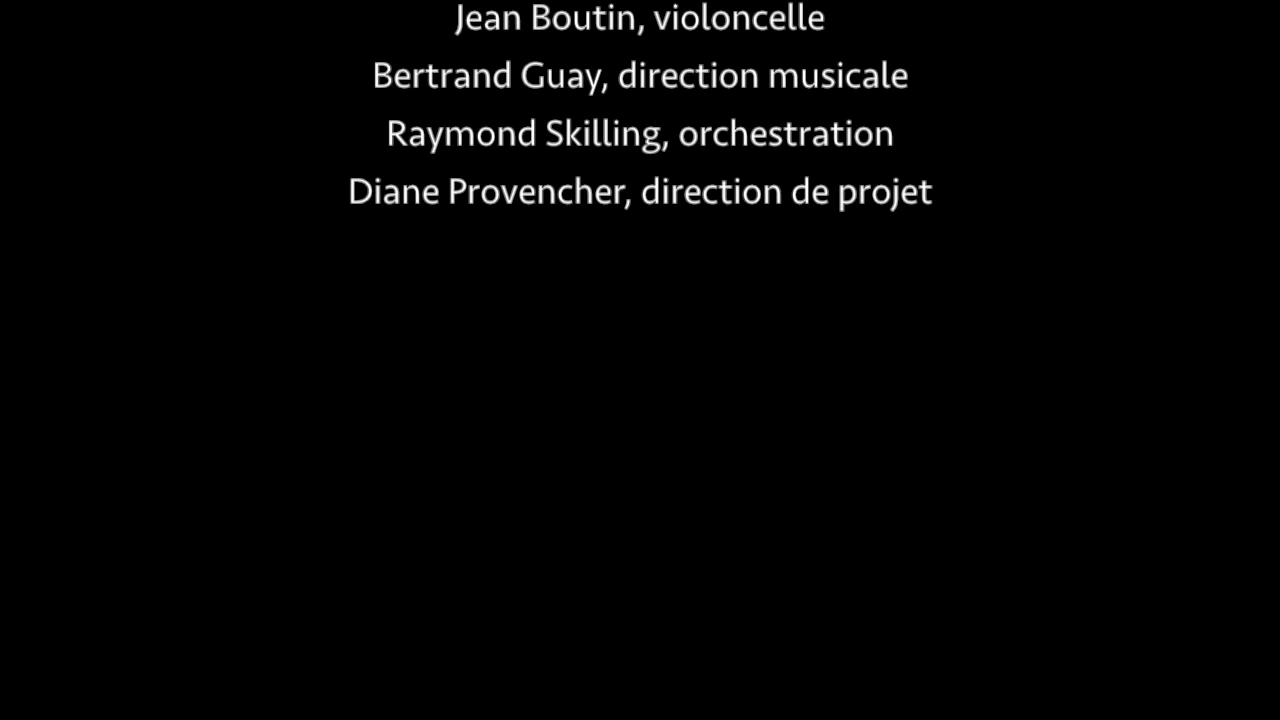 Jean Boutin, violoncelle
Bertrand Guay, direction musicale
Raymond Skilling, orchestration
Diane Provencher, direction de projet